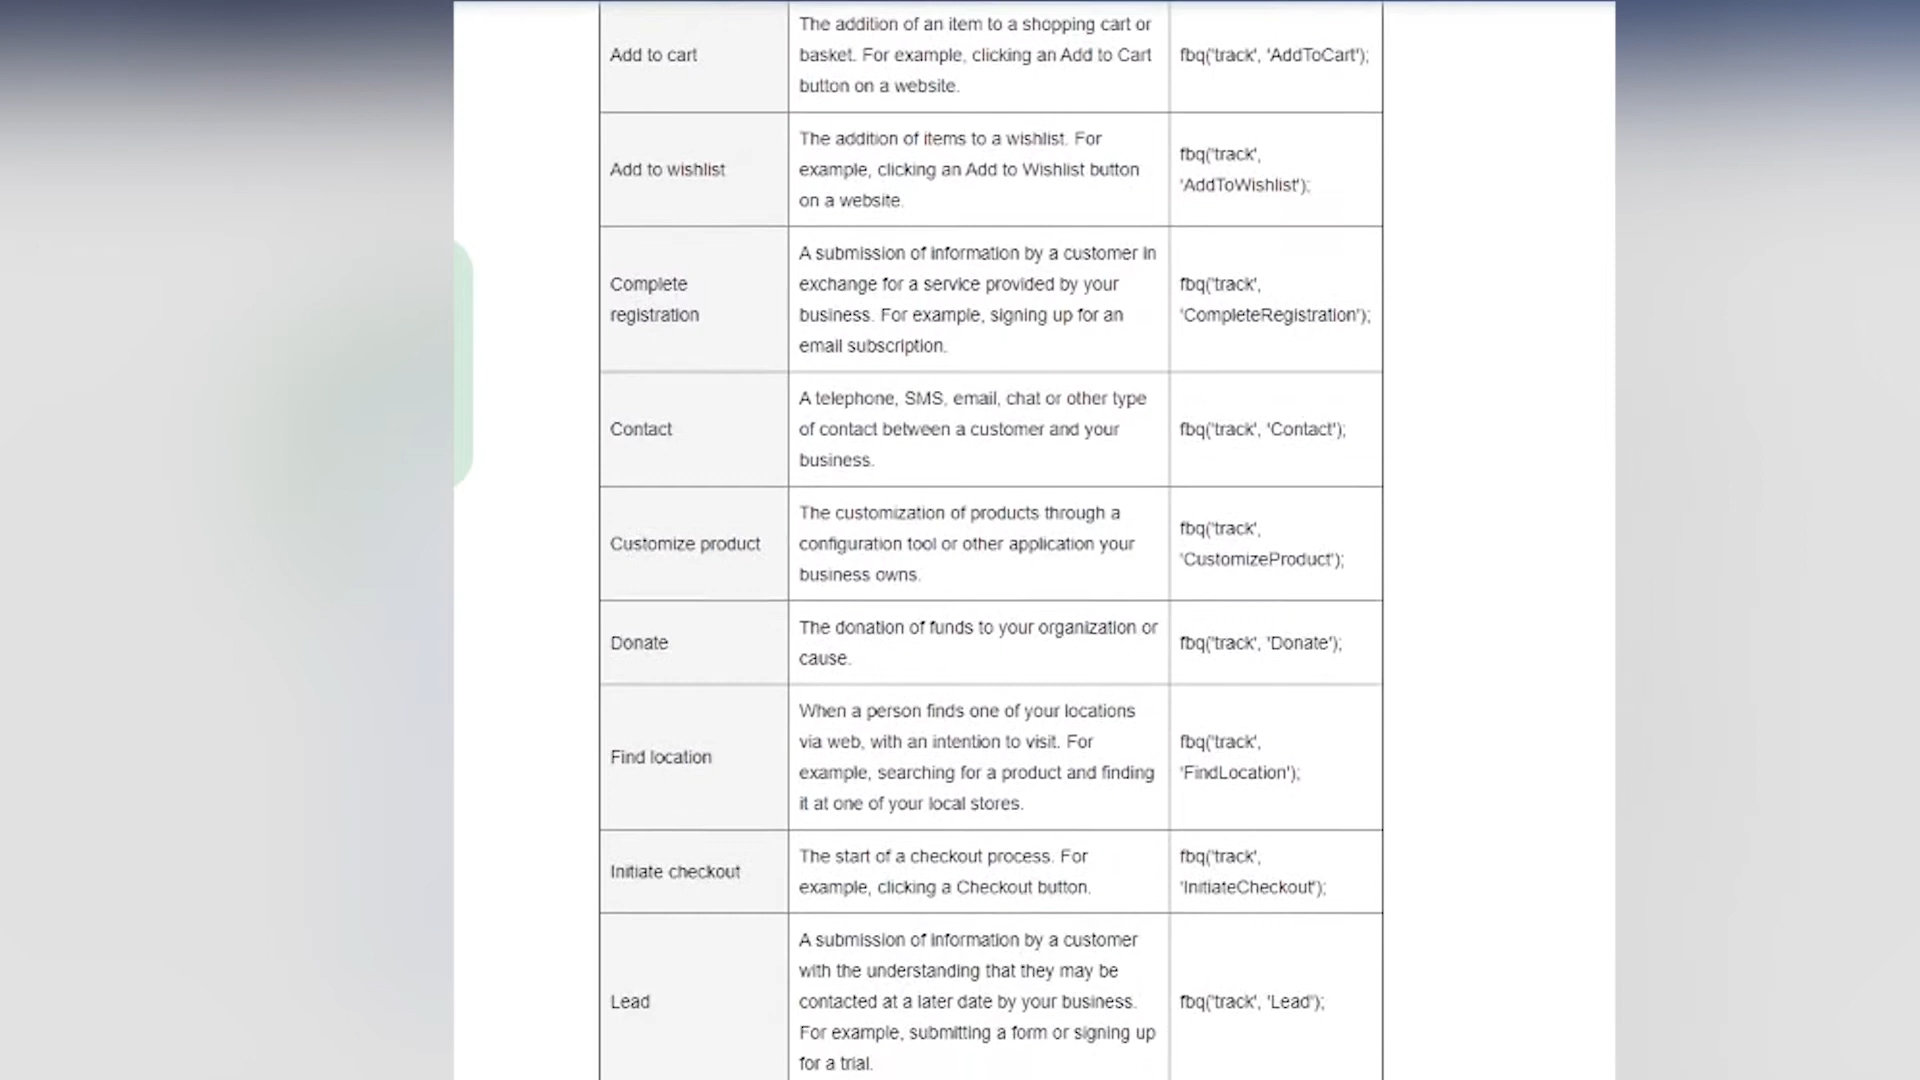 Add to cart
The addition of an item to a shopping cart or
basket. For example, clicking an Add to Cart
button on a website.
fbq('track', 'AddToCart');
Add to wishlist
The addition of items to a wishlist. For
example, clicking an Add to Wishlist button
on a website.
fbq('track',
'AddToWishlist');
Complete
registration
A submission of information by a customer in
exchange for a service provided by your
business. For example, signing up for an
email subscription.
fbq('track',
'CompleteRegistration');
Contact
A telephone, SMS, email, chat or other type
of contact between a customer and your
business.
fbq('track', 'Contact');
Customize product
The customization of products through a
configuration tool or other application your
business owns.
fbq('track',
'CustomizeProduct');
Donate
The donation of funds to your organization or
cause.
fbq('track', 'Donate');
Find location
When a person finds one of your locations
via web, with an intention to visit. For
example, searching for a product and finding
it at one of your local stores.
fbq('track',
'FindLocation');
Initiate checkout
The start of a checkout process. For
example, clicking a Checkout button.
fbq('track',
'InitiateCheckout');
Lead
A submission of information by a customer
with the understanding that they may be
contacted at a later date by your business.
For example, submitting a form or signing up
for a trial.
fbq('track', 'Lead');